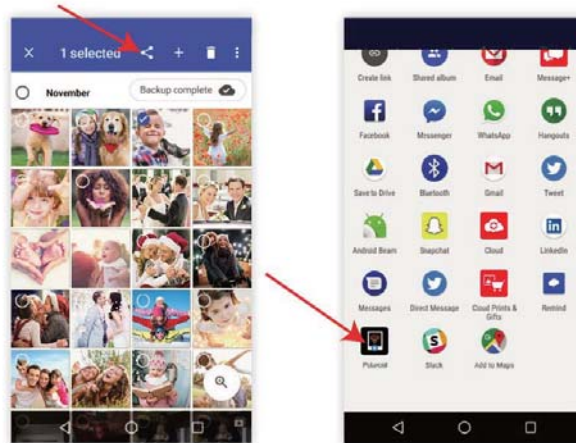 1 selected
November
Backup complete
Create link
Shared album
Email
Message+
Facebook
Messenger
WhatsApp
Hangouts
Save to Drive
Bluetooth
Gmail
Tweet
Android Beam
Snapchat
Cloud
LinkedIn
Messages
Direct Message
Cloud Prints &
Gifts
Remind
Polaroid
Slack
Add to Maps